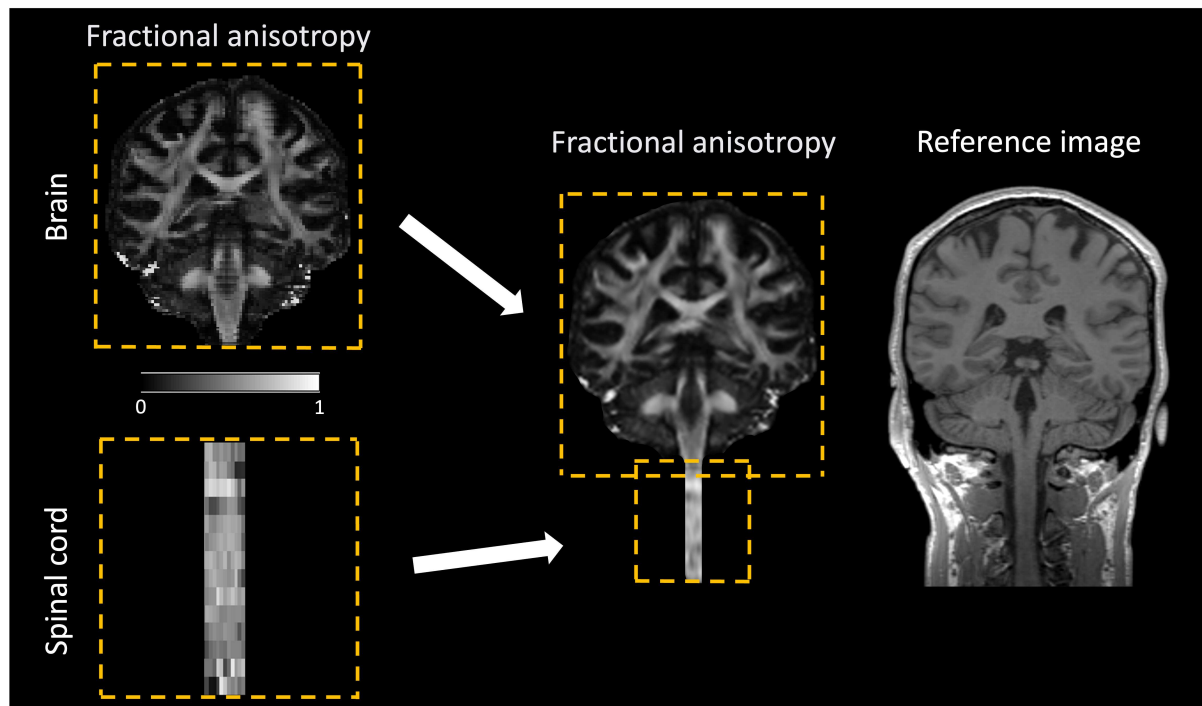 Fractional anisotropy
Brain
0 1
Spinal cord
Fractional anisotropy
Reference image